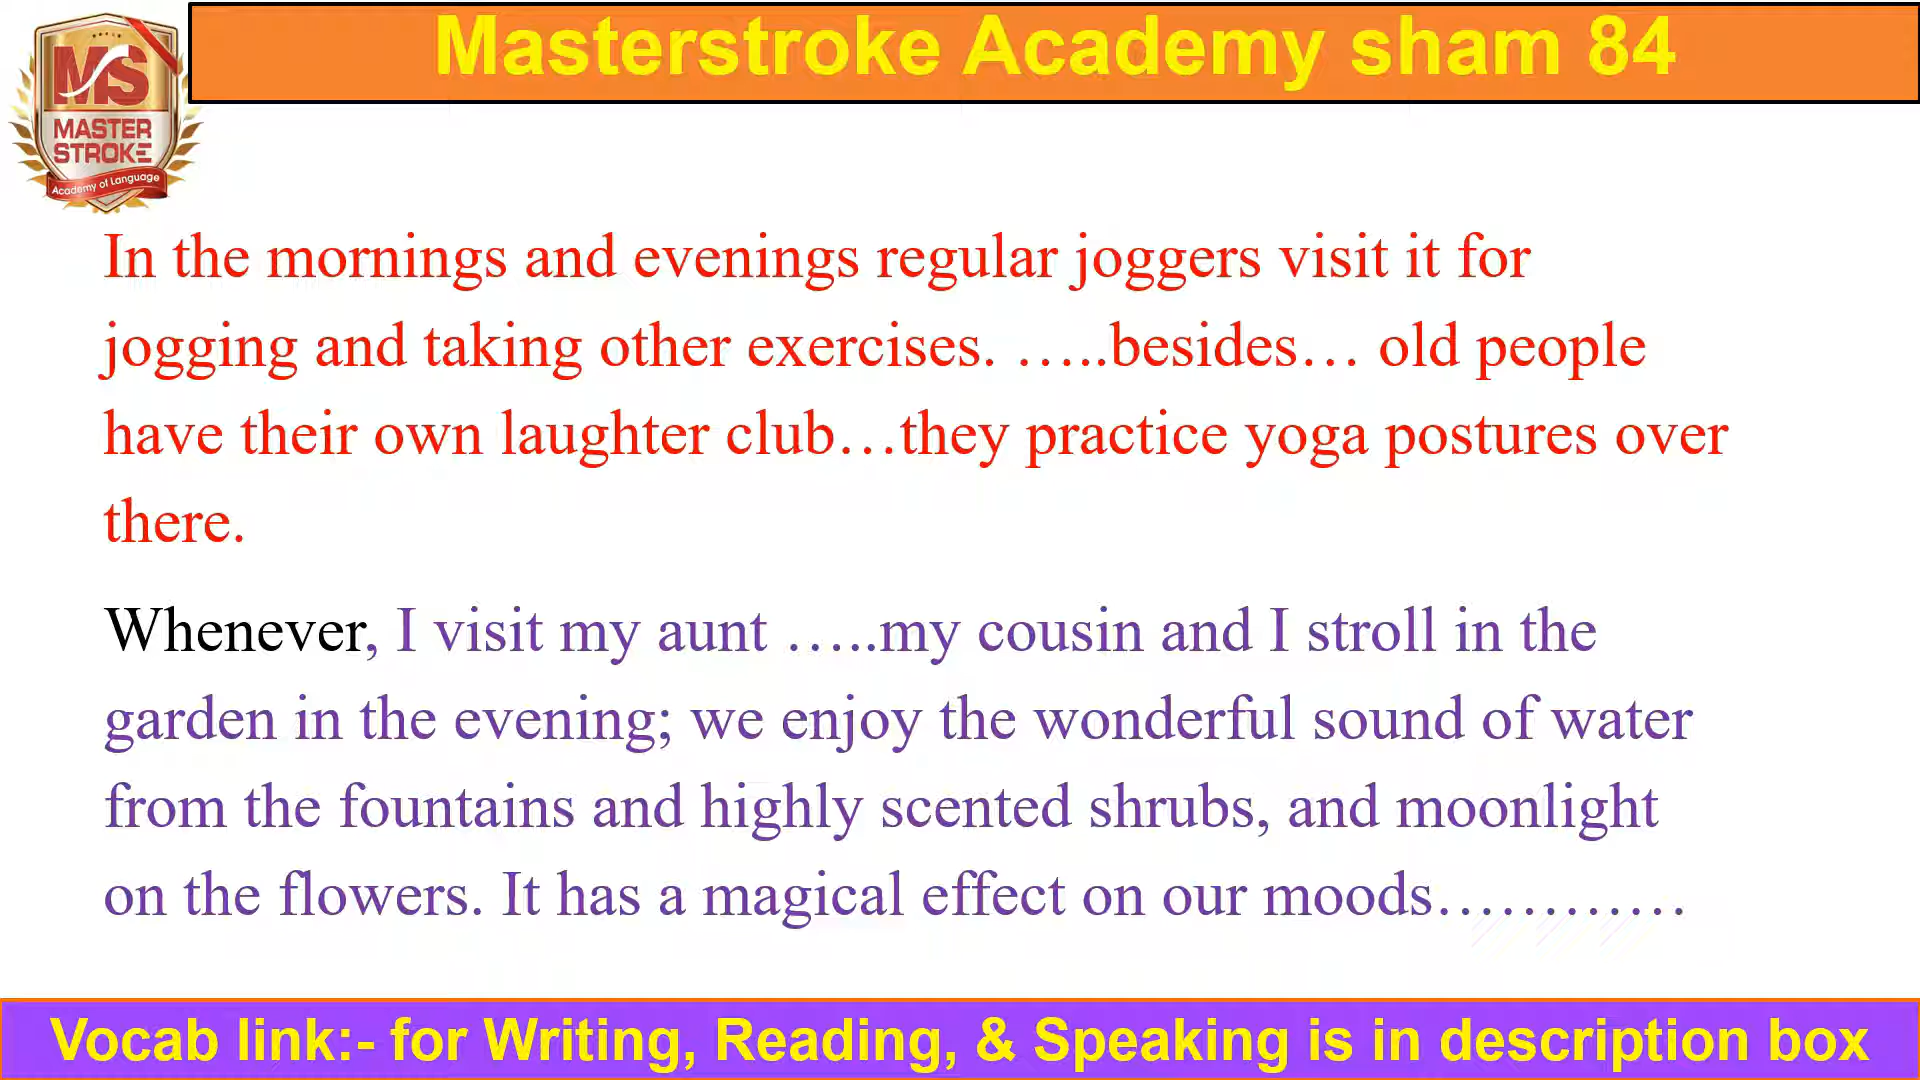 Masterstroke Academy sham 84
MS
MASTER
STROKE
Academy of Language
In the mornings and evenings regular joggers visit it for
jogging and taking other exercises. …..besides… old people
have their own laughter club…they practice yoga postures over
there.
Whenever, I visit my aunt …..my cousin and I stroll in the
garden in the evening; we enjoy the wonderful sound of water
from the fountains and highly scented shrubs, and moonlight
on the flowers. It has a magical effect on our moods…………
Vocab link:- for Writing, Reading, & Speaking is in description box